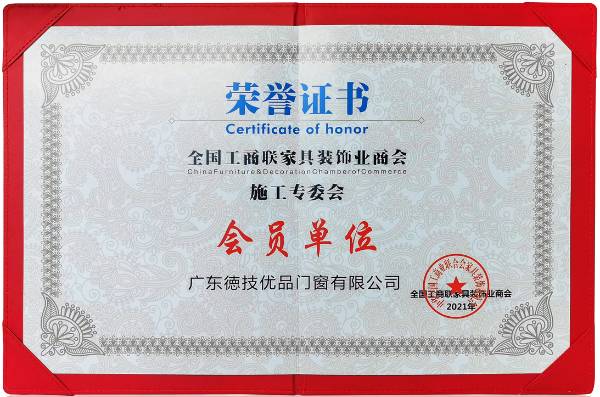 荣誉证书
Certificate of honor
全国工商联家具装饰业商会
ChinaFurniture&DecorationChamberofCommerce
施工专委会
会员单位
广东德技优品门窗有限公司
全国工商联家具装饰业商会
2021年